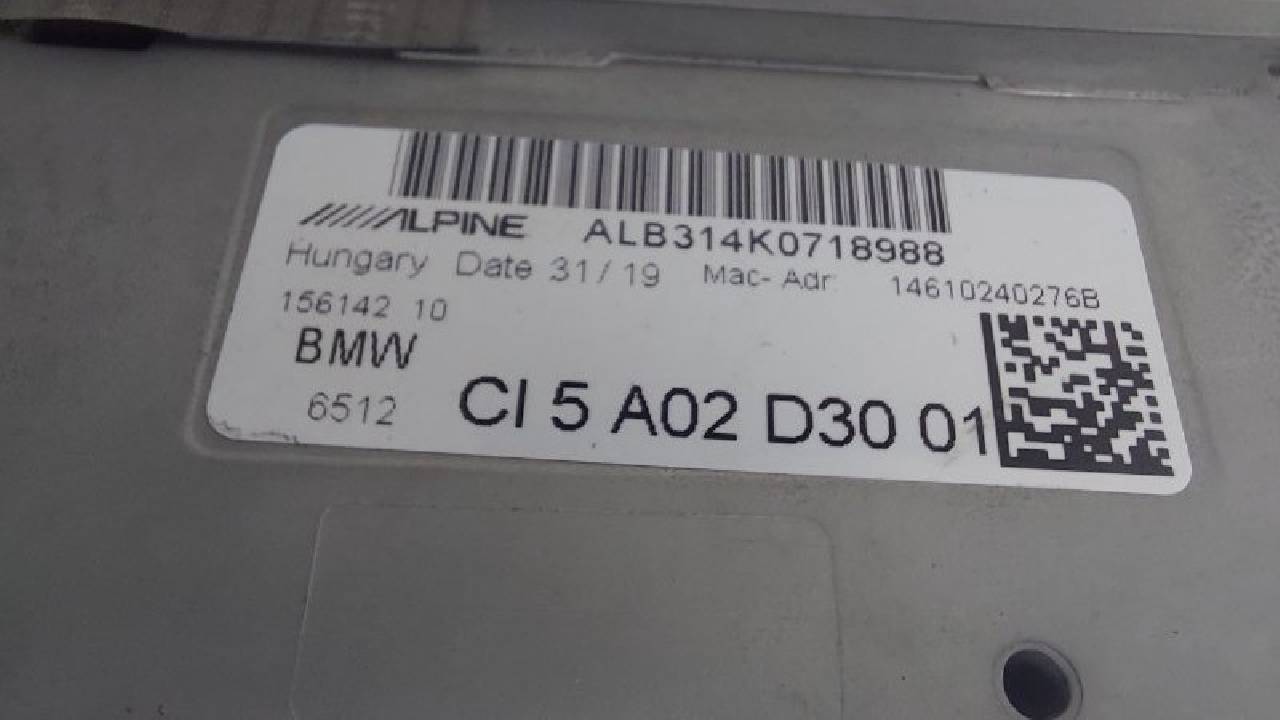 ALPINE ALB314K0718988
Hungary Date 31/19 Mac-Adr: 14610240276B
156142 10
BMW
6512 CI 5 A02 D30 01